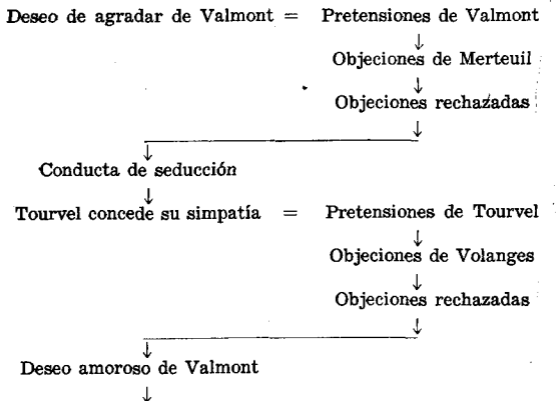 Deseo de agradar de Valmont = Pretensiones de Valmont
↓
Objeciones de Merteuil
↓
Objeciones rechazadas
↓
↓
Conducta de seducción
↓
Tourvel concede su simpatía = Pretensiones de Tourvel
↓
Objeciones de Volanges
↓
Objeciones rechazadas
↓
↓
Deseo amoroso de Valmont
↓